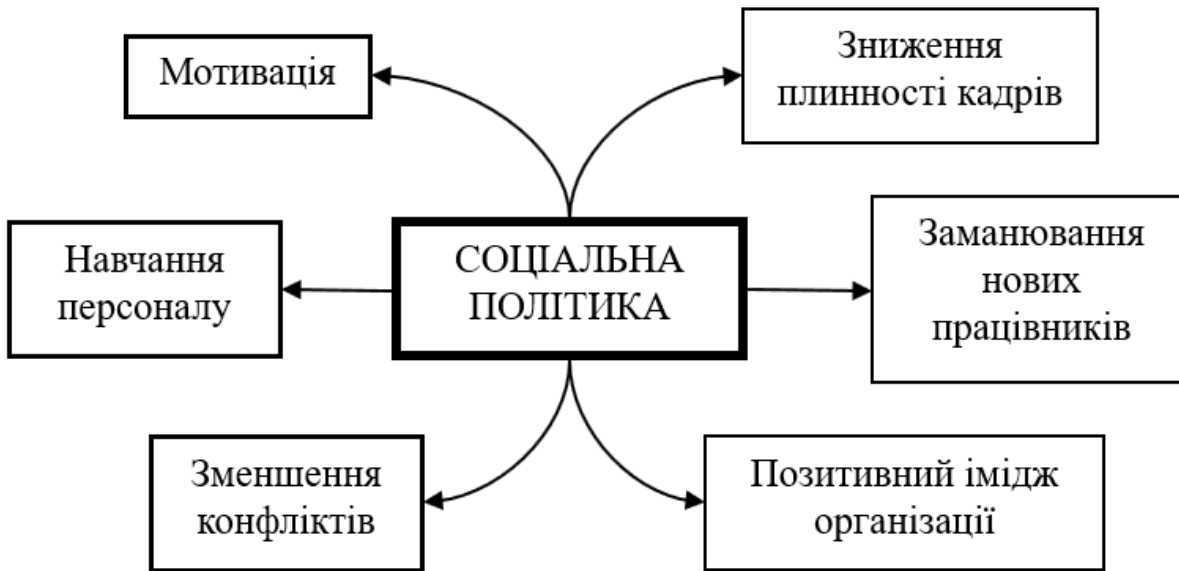 Мотивація
Зниження
плинності кадрів
Навчання
персоналу
СОЦІАЛЬНА
ПОЛІТИКА
Заманювання
нових
працівників
Зменшення
конфліктів
Позитивний імідж
організації